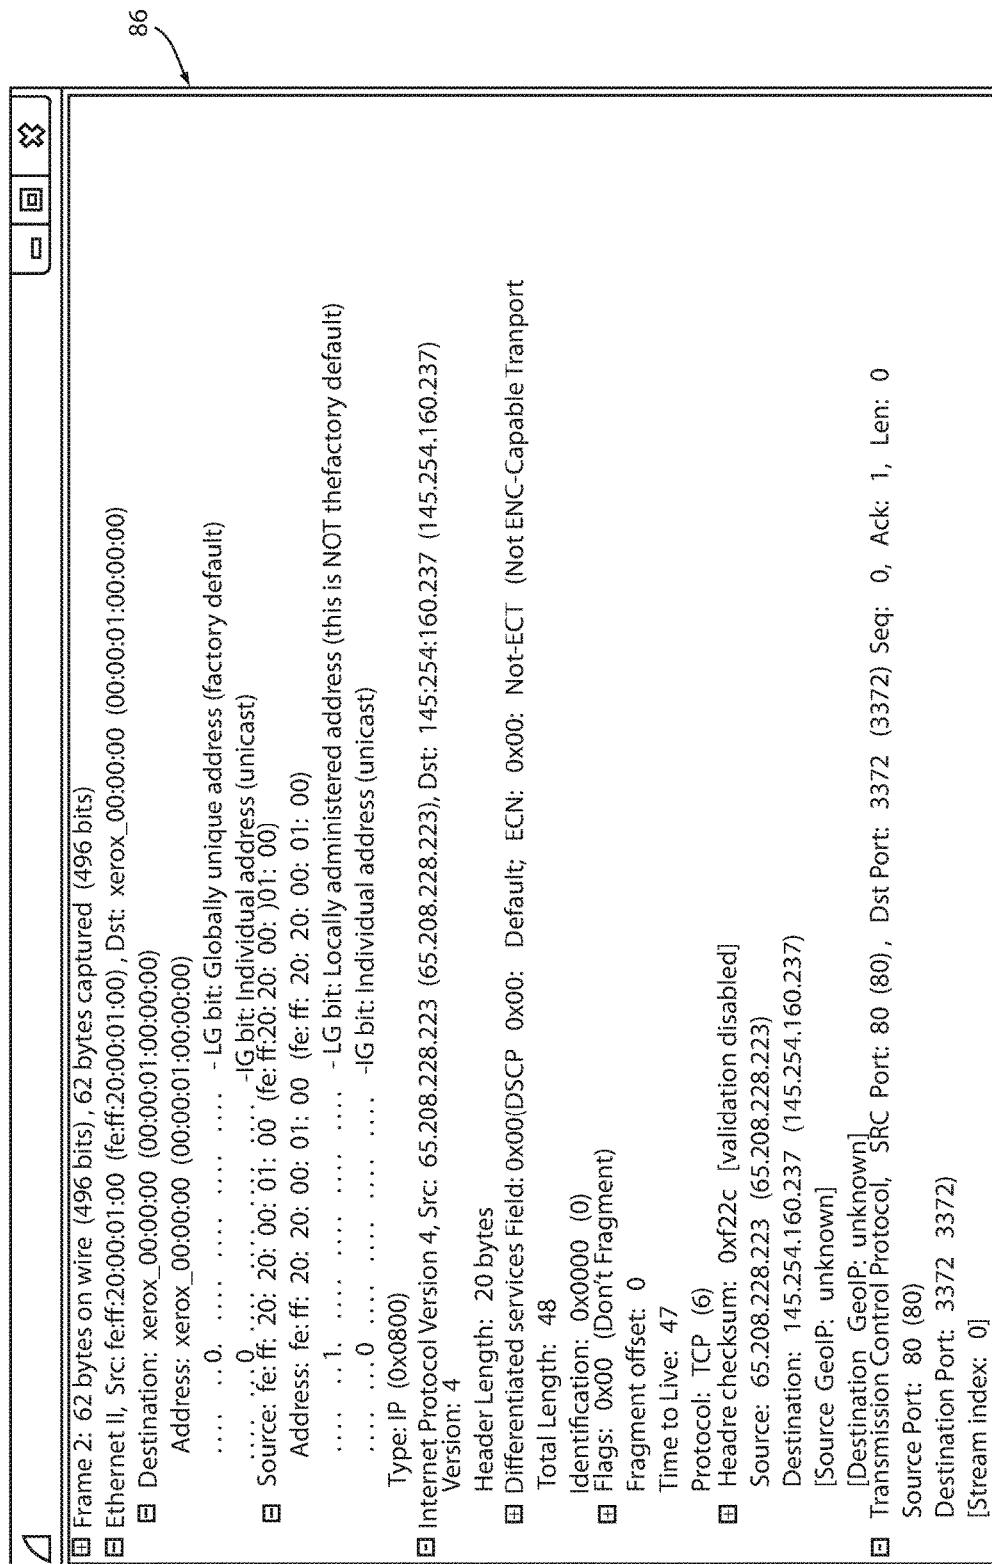 86
Frame 2: 62 bytes on wire (496 bits), 62 bytes captured (496 bits)
Ethernet II, Src: fe:ff:20:00:01:00 (fe:ff:20:00:01:00), Dst: xerox_00:00:00 (00:00:01:00:00:00)
Destination: xerox_00:00:00 (00:00:01:00:00:00)
Address: xerox_00:00:00 (00:00:01:00:00:00)
.... ..0. .... .... .... .... - LG bit: Globally unique address (factory default)
.... ...0 .... .... .... .... -IG bit: Individual address (unicast)
Source: fe: ff: 20: 20: 00: 01: 00 (fe: ff:20: 20: 00: )01: 00)
Address: fe: ff: 20: 20: 00: 01: 00 (fe: ff: 20: 20: 00: 01: 00)
.... ..1. .... .... .... .... - LG bit: Locally administered address (this is NOT thefactory default)
.... ...0 .... .... .... .... -IG bit: Individual address (unicast)
Type: IP (0x0800)
Internet Protocol Version 4, Src: 65.208.228.223 (65.208.228.223), Dst: 145:254:160.237 (145.254.160.237)
Version: 4
Header Length: 20 bytes
Differentiated services Field: 0x00(DSCP 0x00: Default; ECN: 0x00: Not-ECT (Not ENC-Capable Tranport
Total Length: 48
Identification: 0x0000 (0)
Flags: 0x00 (Don't Fragment)
Fragment offset: 0
Time to Live: 47
Protocol: TCP (6)
Headre checksum: 0xf22c [validation disabled]
Source: 65.208.228.223 (65.208.228.223)
Destination: 145.254.160.237 (145.254.160.237)
[Source GeoIP: unknown]
[Destination GeoIP: unknown]
Transmission Control Protocol, SRC Port: 80 (80), Dst Port: 3372 (3372) Seq: 0, Ack: 1, Len: 0
Source Port: 80 (80)
Destination Port: 3372 3372)
[Stream index: 0]